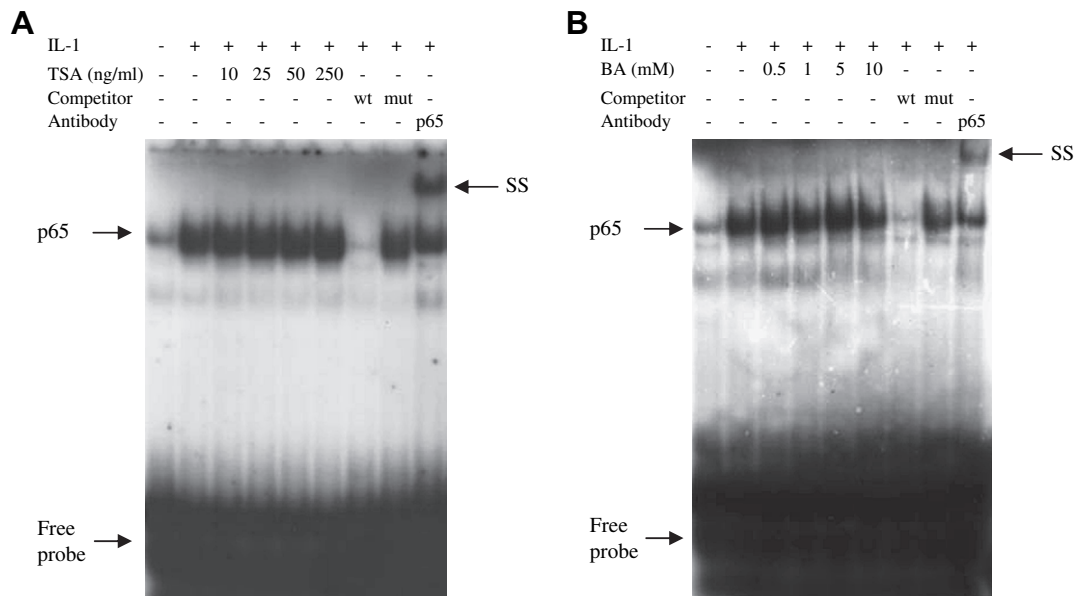 A
IL-1 - + + + + + + + +
TSA (ng/ml) - - 10 25 50 250 - - -
Competitor - - - - - - wt mut -
Antibody - - - - - - - - p65
SS
p65
Free
probe
B
IL-1 - + + + + + + + +
BA (mM) - - 0.5 1 5 10 - - -
Competitor - - - - - - wt mut -
Antibody - - - - - - - - p65
SS
p65
Free
probe